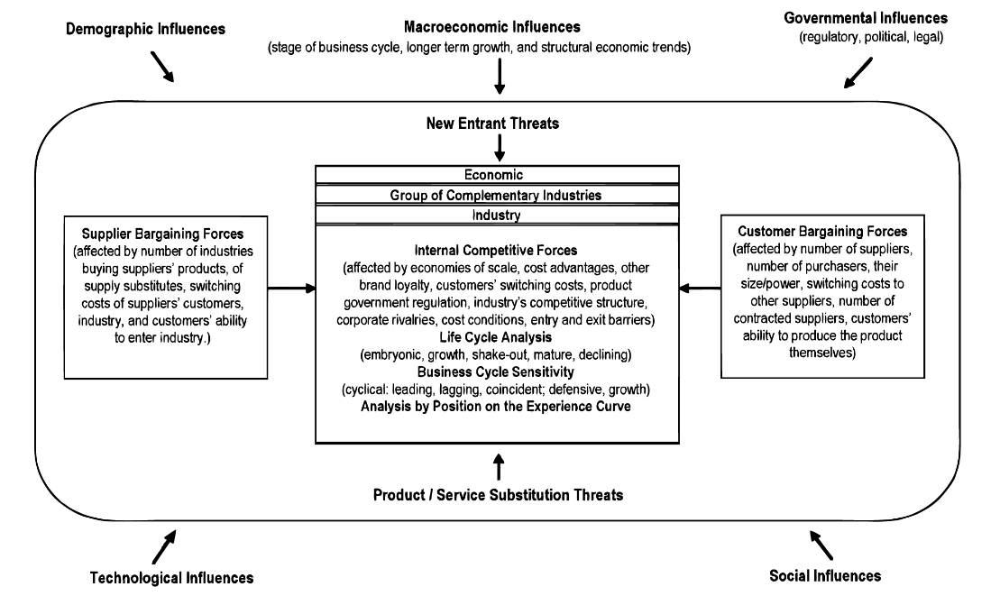 Demographic Influences
Macroeconomic Influences
(stage of business cycle, longer term growth, and structural economic trends)
Governmental Influences
(regulatory, political, legal)
New Entrant Threats
Economic
Group of Complementary Industries
Industry
Supplier Bargaining Forces
(affected by number of industries
buying suppliers' products, of
supply substitutes, switching
costs of suppliers' customers,
industry, and customers' ability
to enter industry.)
Internal Competitive Forces
(affected by economies of scale, cost advantages, other
brand loyalty, customers' switching costs, product
government regulation, industry's competitive structure,
corporate rivalries, cost conditions, entry and exit barriers)
Life Cycle Analysis
(embryonic, growth, shake-out, mature, declining)
Business Cycle Sensitivity
(cyclical: leading, lagging, coincident; defensive, growth)
Analysis by Position on the Experience Curve
Customer Bargaining Forces
(affected by number of suppliers,
number of purchasers, their
size/power, switching costs to
other suppliers, number of
contracted suppliers, customers'
ability to produce the product
themselves)
Product / Service Substitution Threats
Technological Influences
Social Influences